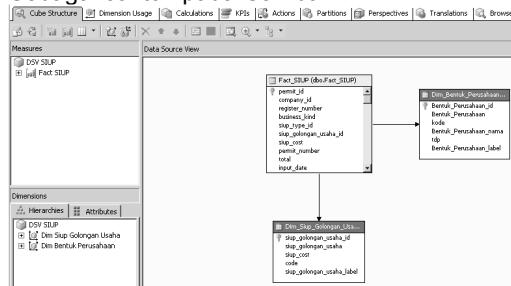 Cube Structure Dimension Usage Calculations KPIs Actions Partitions Perspectives Translations Browse
Measures
DSV SIUP
Fact SIUP
Data Source View
Fact_SIUP (dbo.Fact_SIUP)
permit_id
company_id
register_number
business_kind
siup_type_id
siup_golongan_usaha_id
siup_cost
permit_number
total
input_date
Dim_Bentuk_Perusahaan...
Bentuk_Perusahaan_id
Bentuk_Perusahaan
kode
Bentuk_Perusahaan_nama
tdp
Bentuk_Perusahaan_label
Dimensions
Hierarchies Attributes
DSV SIUP
Dim Siup Golongan Usaha
Dim Bentuk Perusahaan
Dim_Siup_Golongan_Usa...
siup_golongan_usaha_id
siup_golongan_usaha
siup_cost
code
siup_golongan_usaha_label